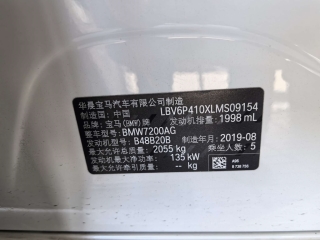 华晨宝马汽车有限公司制造
制造国: 中国 LBV6P410XLMS09154
品牌: 宝马(BMW)牌 发动机排量: 1998 mL
整车型号: BMW7200AG
发动机型号: B48B20B 制造年月: 2019-08
最大允许总质量: 2055 kg 乘坐人数: 5
发动机最大净功率: 135 kW
最大允许牵引质量: -- kg